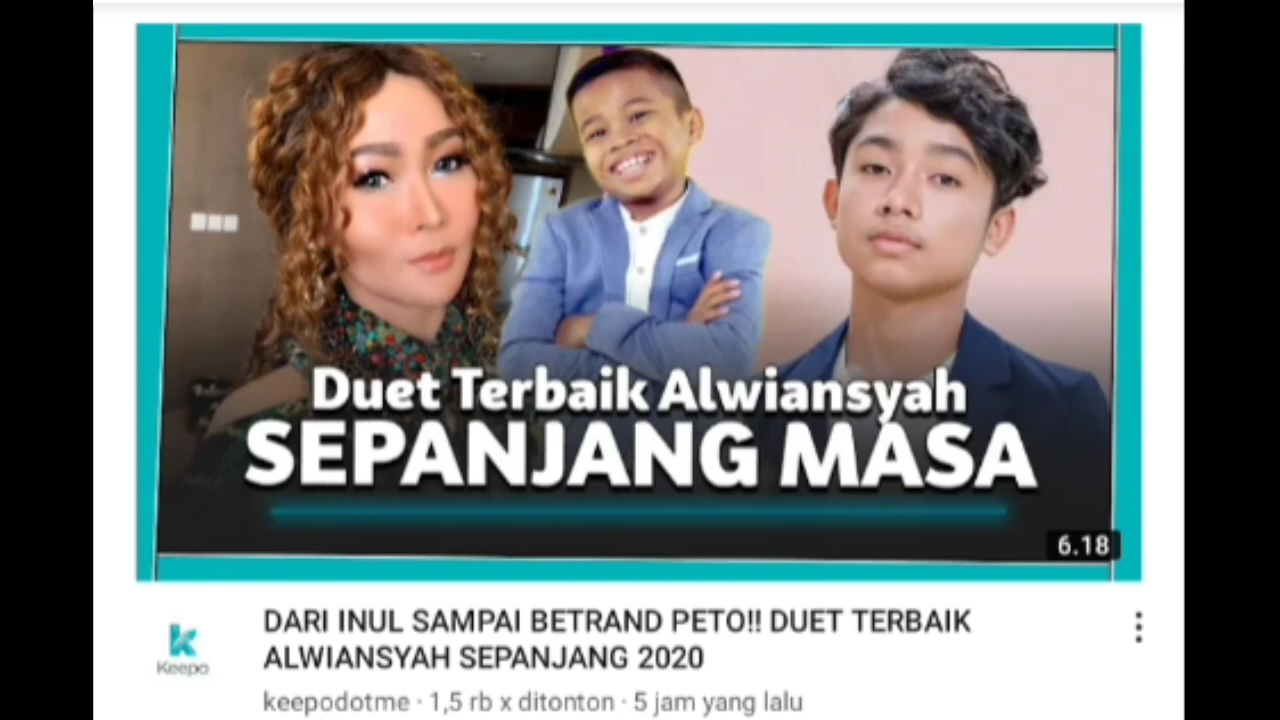 Duet Terbaik Alwiansyah
SEPANJANG MASA
6.18
DARI INUL SAMPAI BETRAND PETO!! DUET TERBAIK
ALWIANSYAH SEPANJANG 2020
Keepo
keepodotme · 1,5 rb x ditonton · 5 jam yang lalu